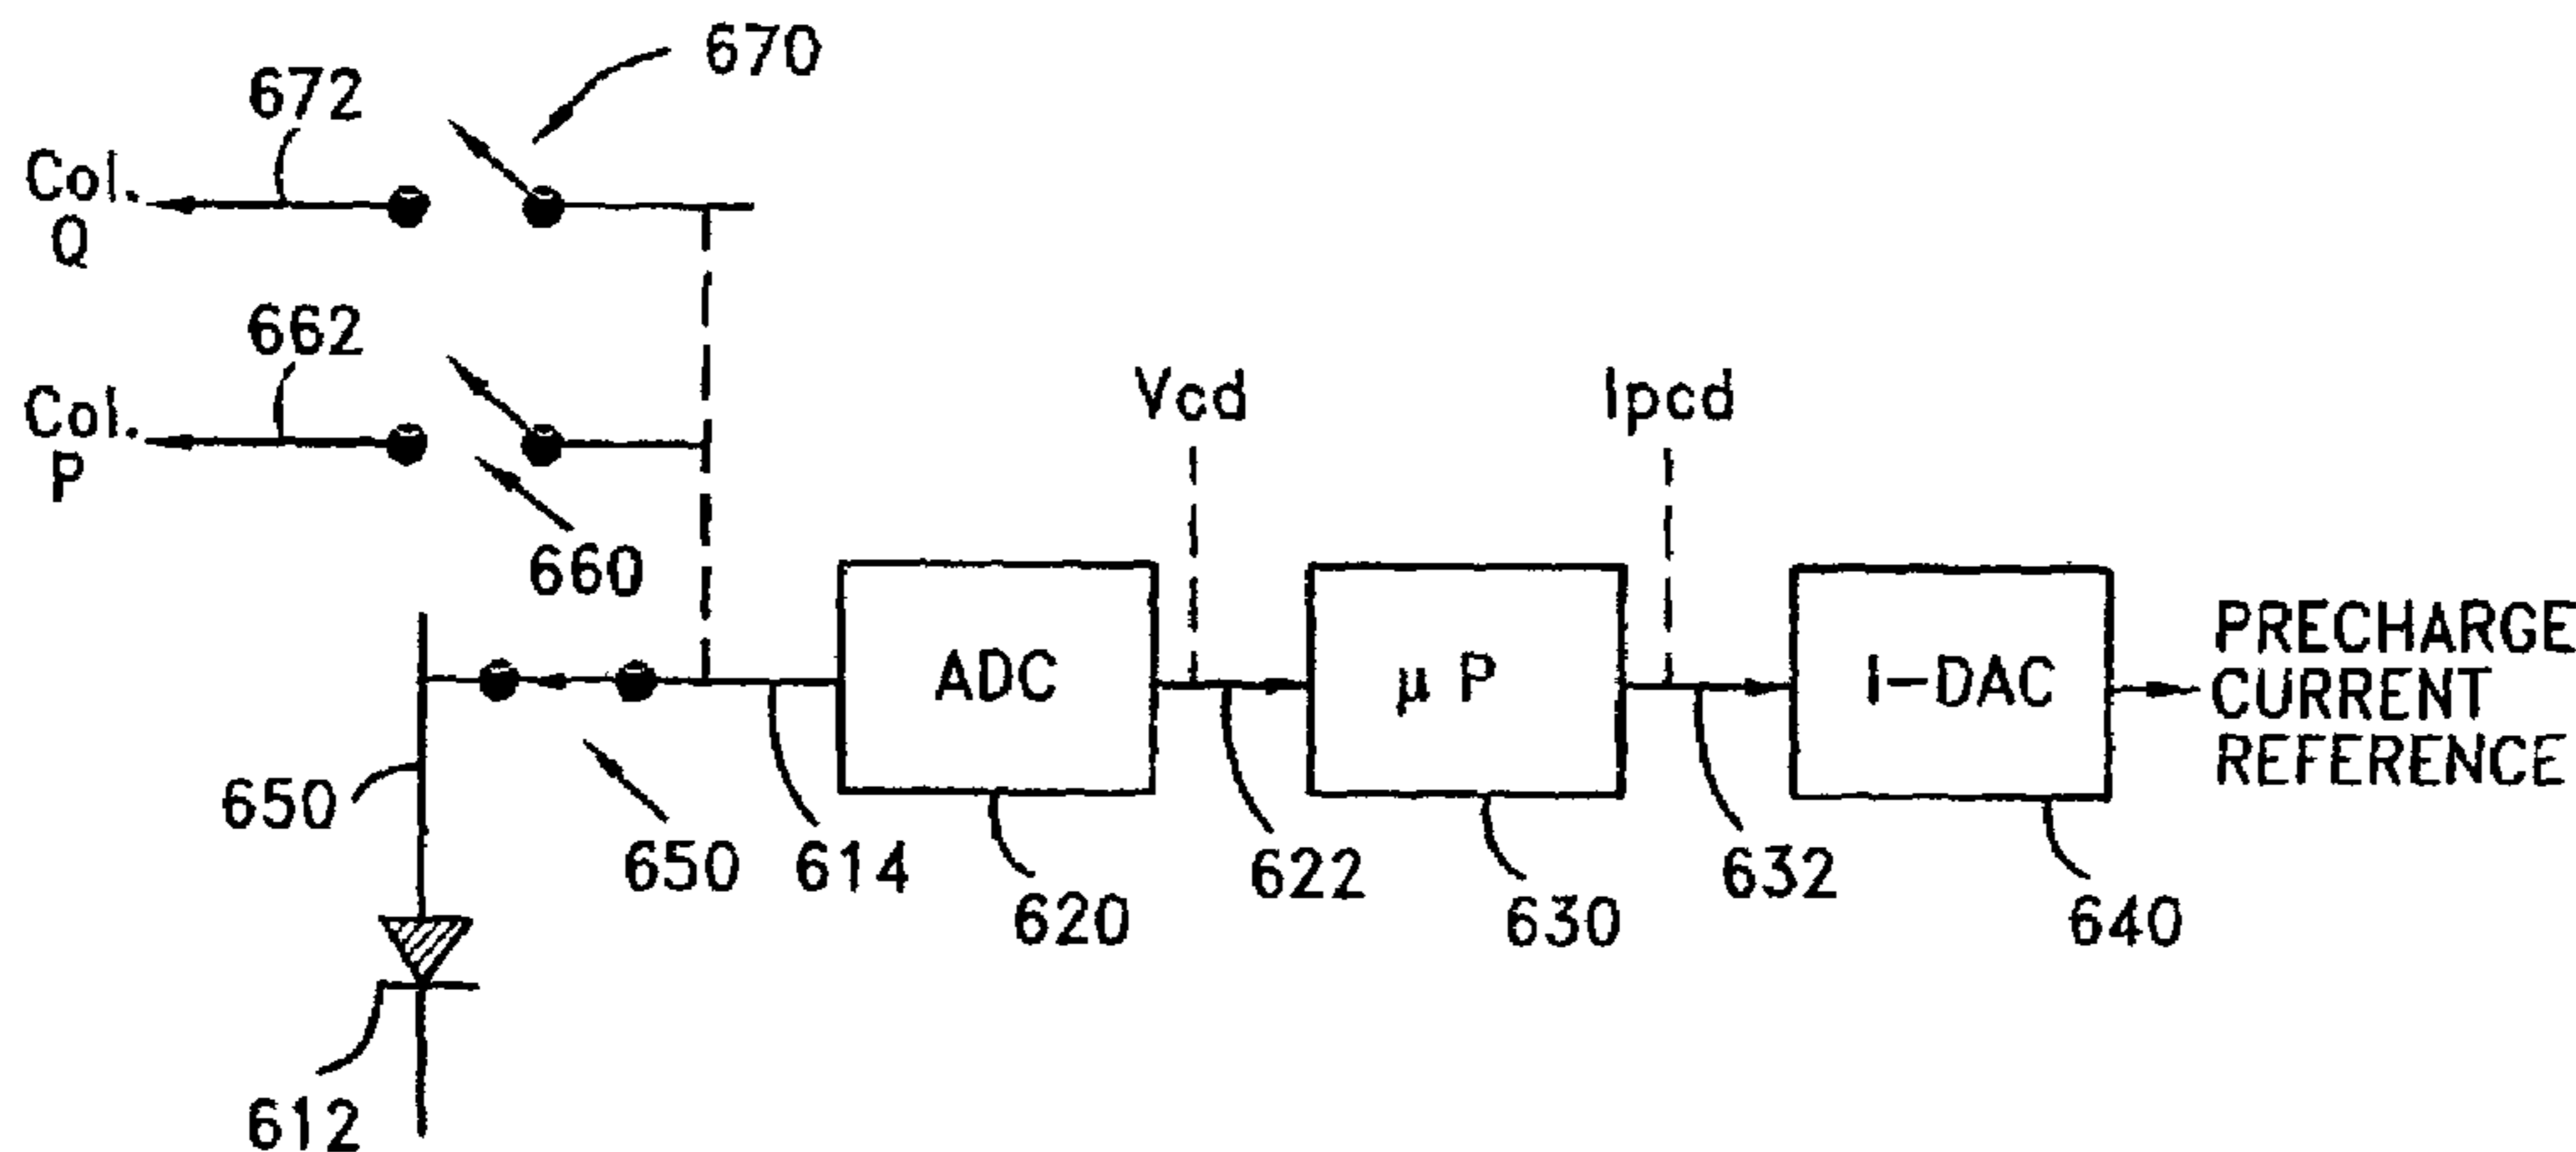 670
672
Col.
Q
662
Col.
P
660
Vcd
Ipcd
ADC
μP
I-DAC
PRECHARGE
CURRENT
REFERENCE
650
650
614
620
622
630
632
640
612